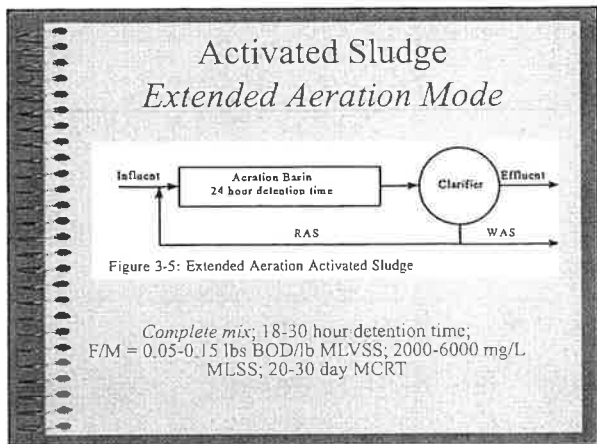 Activated Sludge
Extended Aeration Mode
Influent
Aeration Basin
24 hour detention time
Clarifier
Effluent
RAS
WAS
Figure 3-5: Extended Aeration Activated Sludge
Complete mix; 18-30 hour detention time;
F/M = 0.05-0.15 lbs BOD/lb MLVSS; 2000-6000 mg/L
MLSS; 20-30 day MCRT